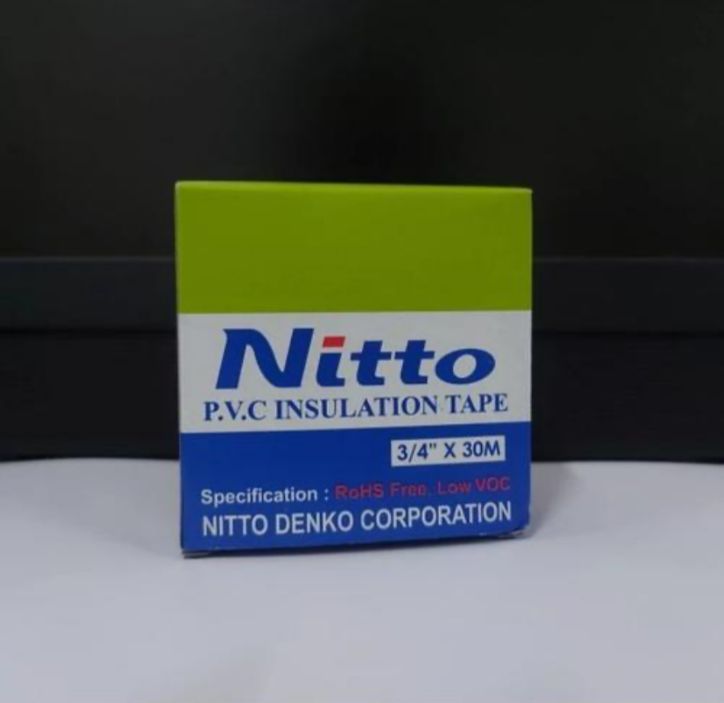 Nitto
P.V.C INSULATION TAPE
3/4" X 30M
Specification : RoHS Free, Low VOC
NITTO DENKO CORPORATION